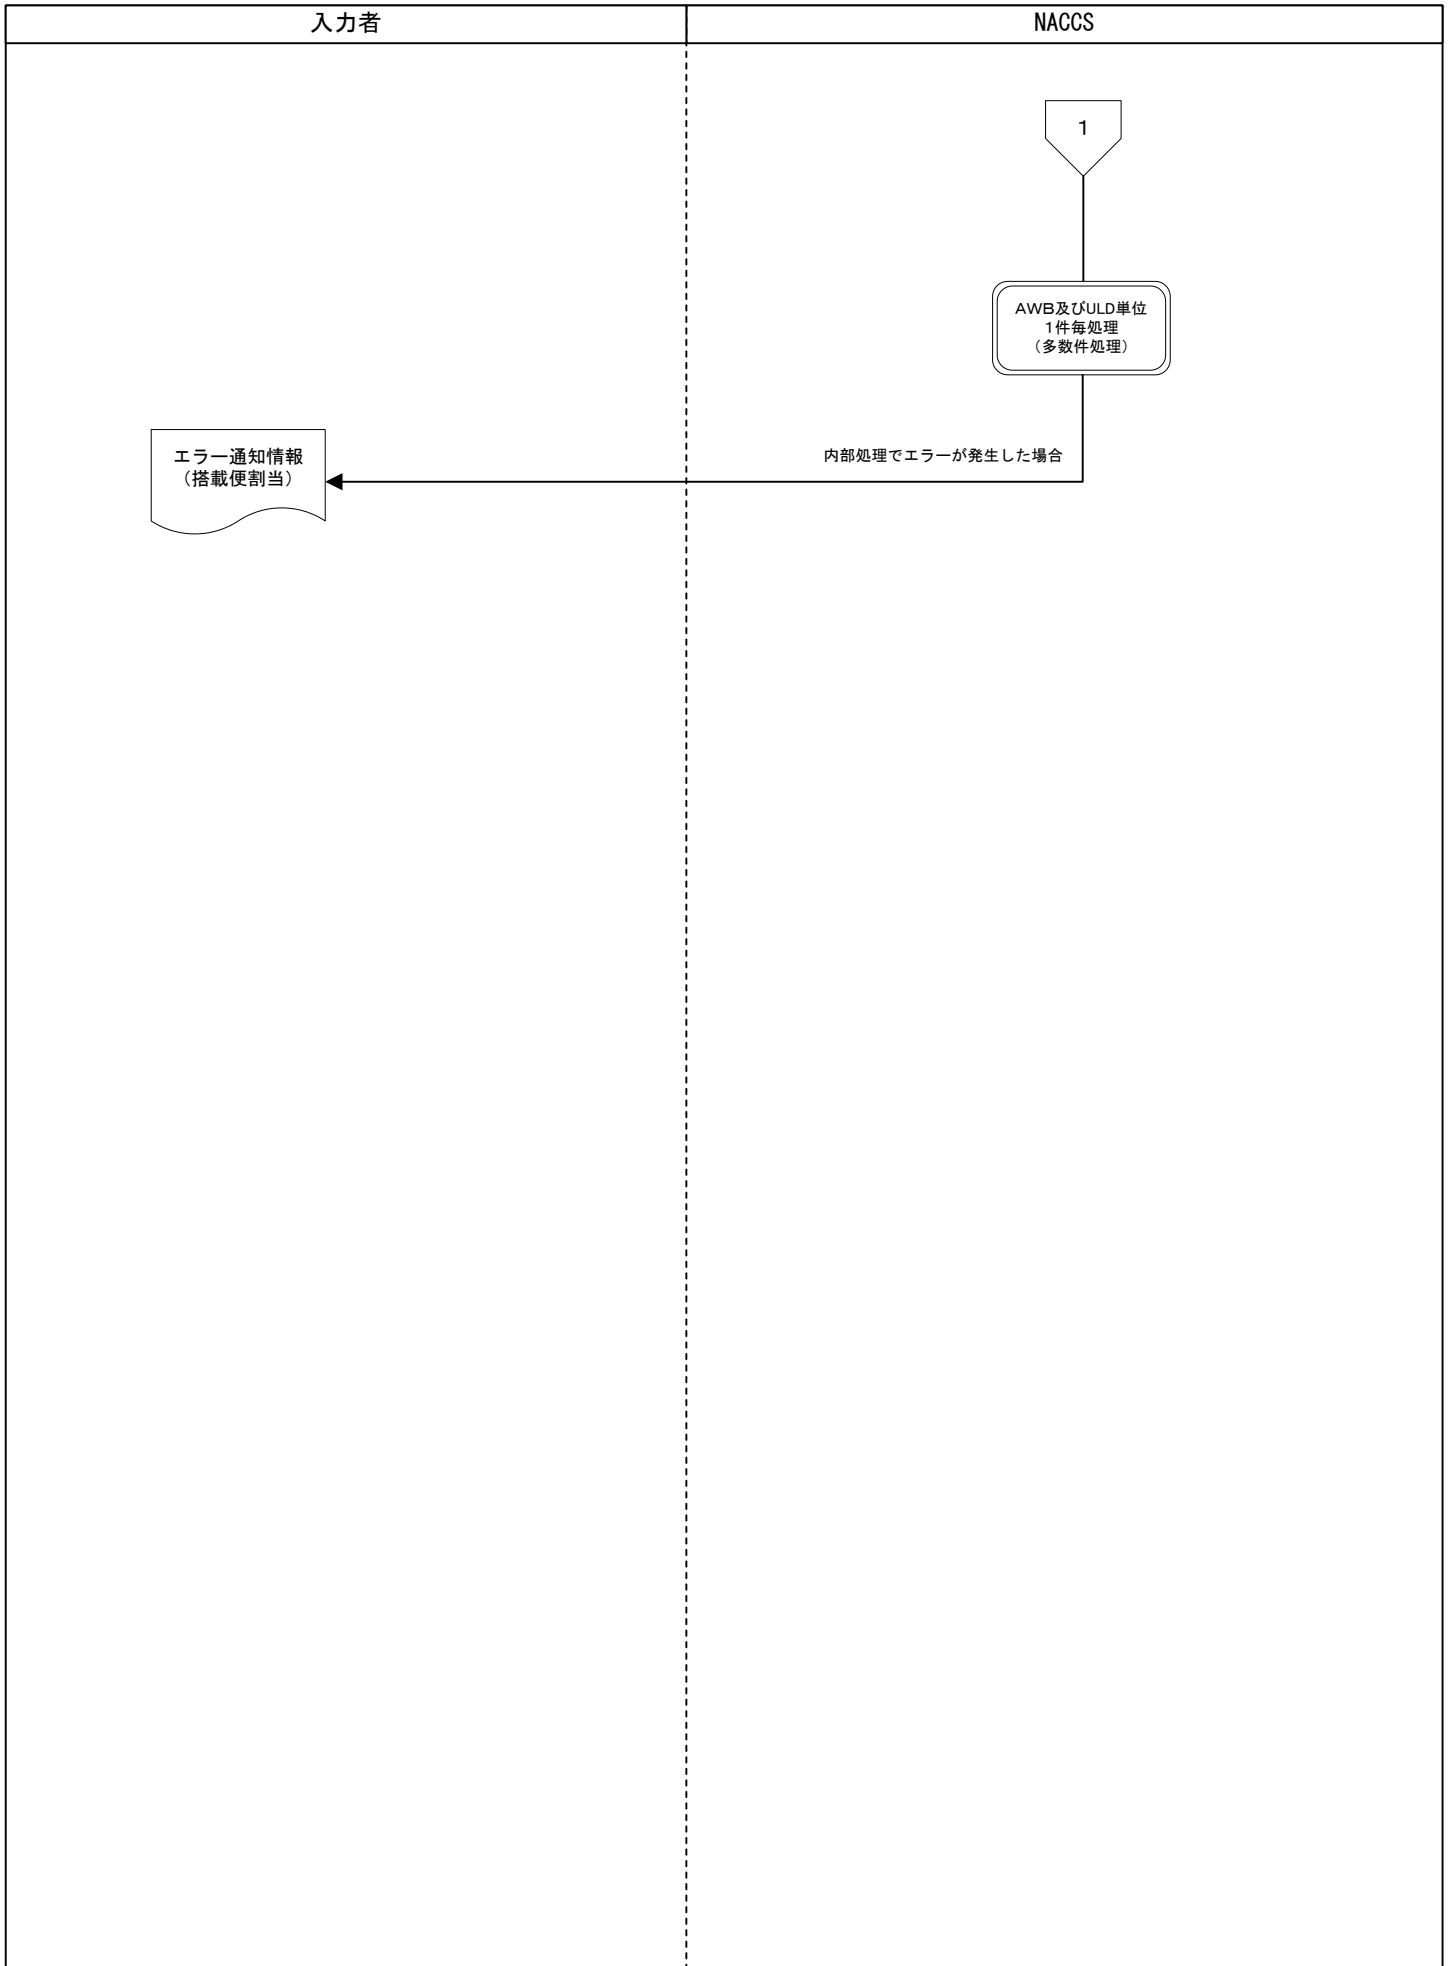 入力者
NACCS
1
AWB及びULD単位
1件毎処理
（多数件処理）
内部処理でエラーが発生した場合
エラー通知情報
（搭載便割当）